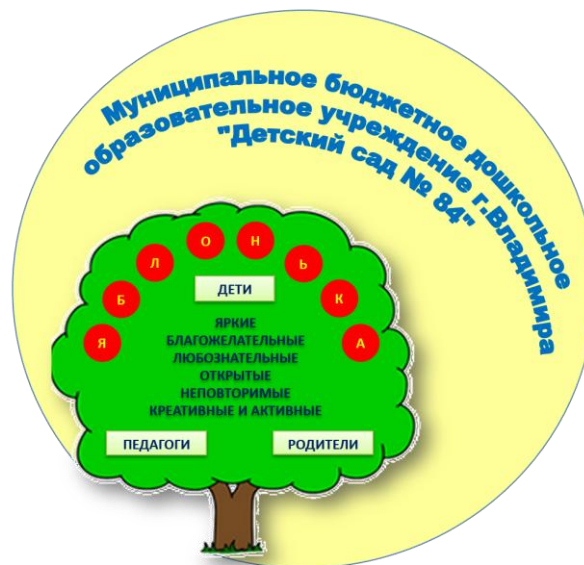 Муниципальное бюджетное дошкольное
образовательное учреждение г.Владимира
"Детский сад № 84"
Я Б Л О Н Ь К А
ДЕТИ
ЯРКИЕ
БЛАГОЖЕЛАТЕЛЬНЫЕ
ЛЮБОЗНАТЕЛЬНЫЕ
ОТКРЫТЫЕ
НЕПОВТОРИМЫЕ
КРЕАТИВНЫЕ И АКТИВНЫЕ
ПЕДАГОГИ
РОДИТЕЛИ